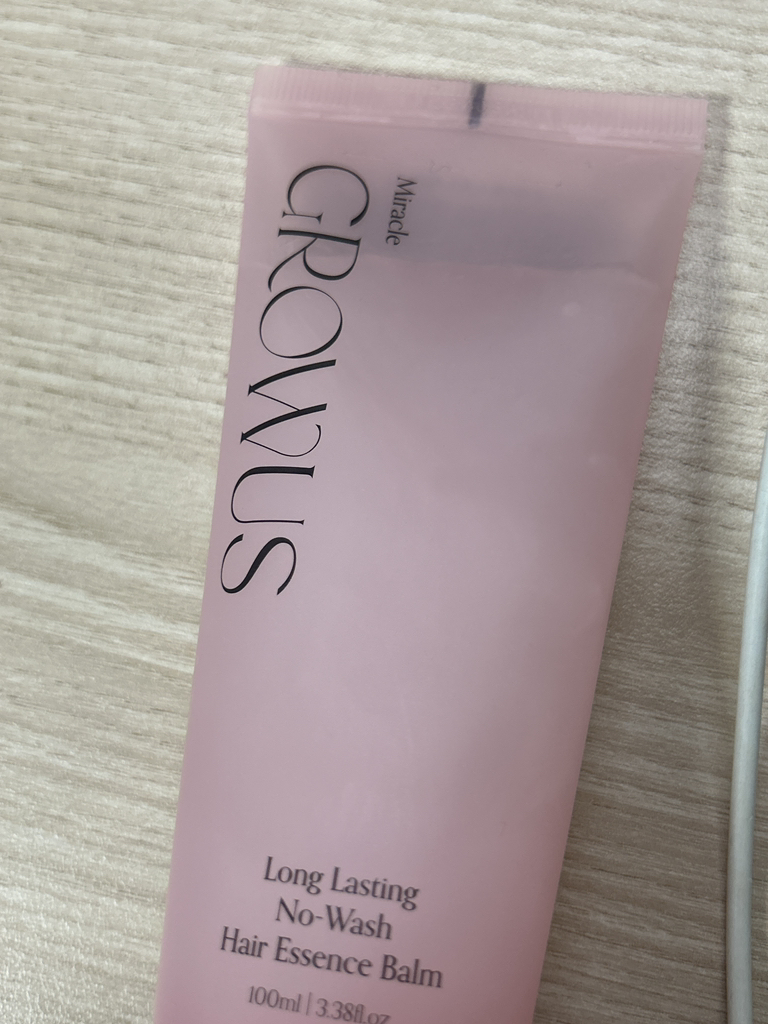 Miracle
GROWUS
Long Lasting
No-Wash
Hair Essence Balm
100ml | 3.38fl.oz